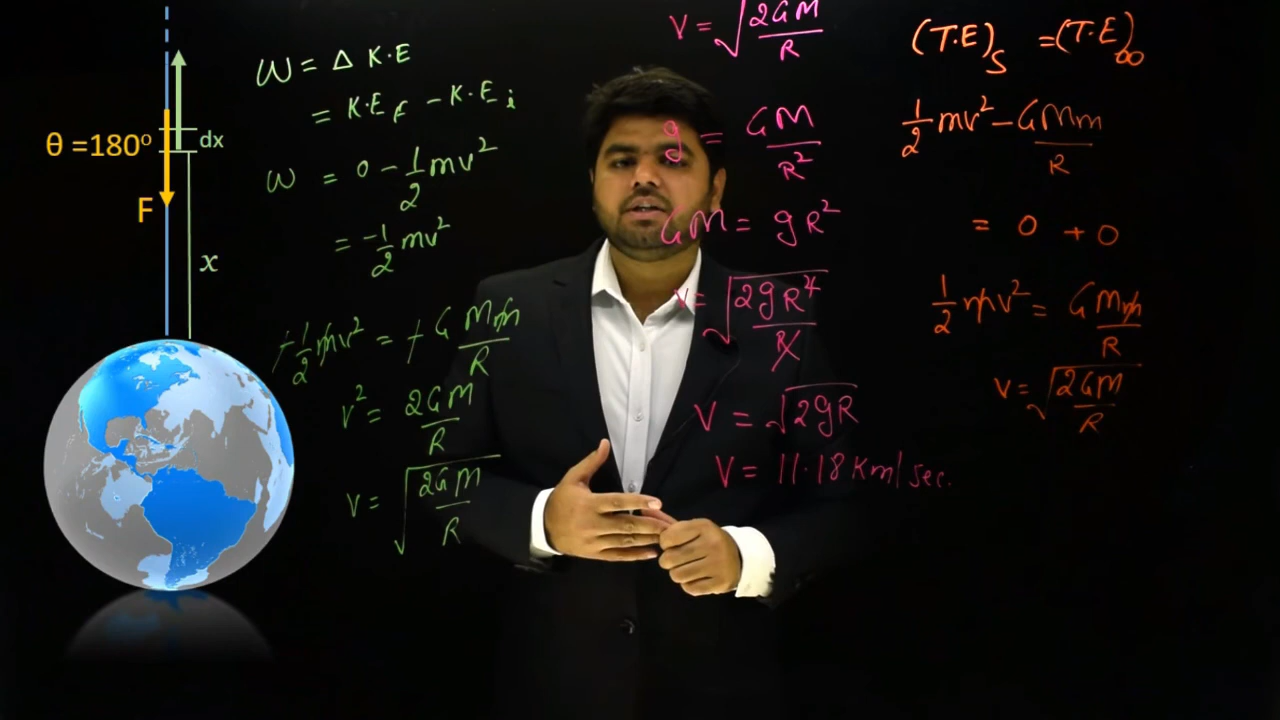 θ =180º
dx
F
x
W = Δ K.E
= K.E_f - K.E_i
W = 0 - 1/2 mv²
= -1/2 mv²
-1/2 mv² = -GMm/R
v² = 2GM/R
v = √(2GM/R)
V = √(2GM/R)
g = GM/R²
GM = gR²
V = √(2gR²/R)
V = √2gR
V = 11.18 Km/sec.
(T.E)_S = (T.E)_∞
1/2 mv² - GMm/R
= 0 + 0
1/2 mv² = GMm/R
v = √(2GM/R)